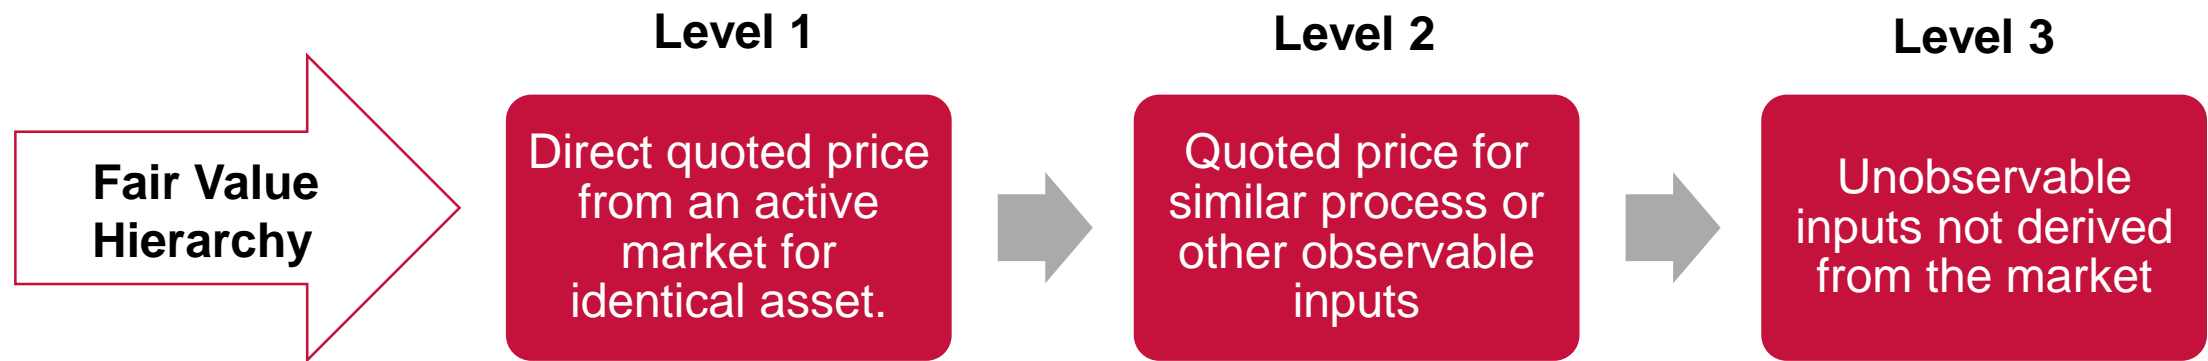 Fair Value
Hierarchy
Level 1
Direct quoted price
from an active
market for
identical asset.
Level 2
Quoted price for
similar process or
other observable
inputs
Level 3
Unobservable
inputs not derived
from the market